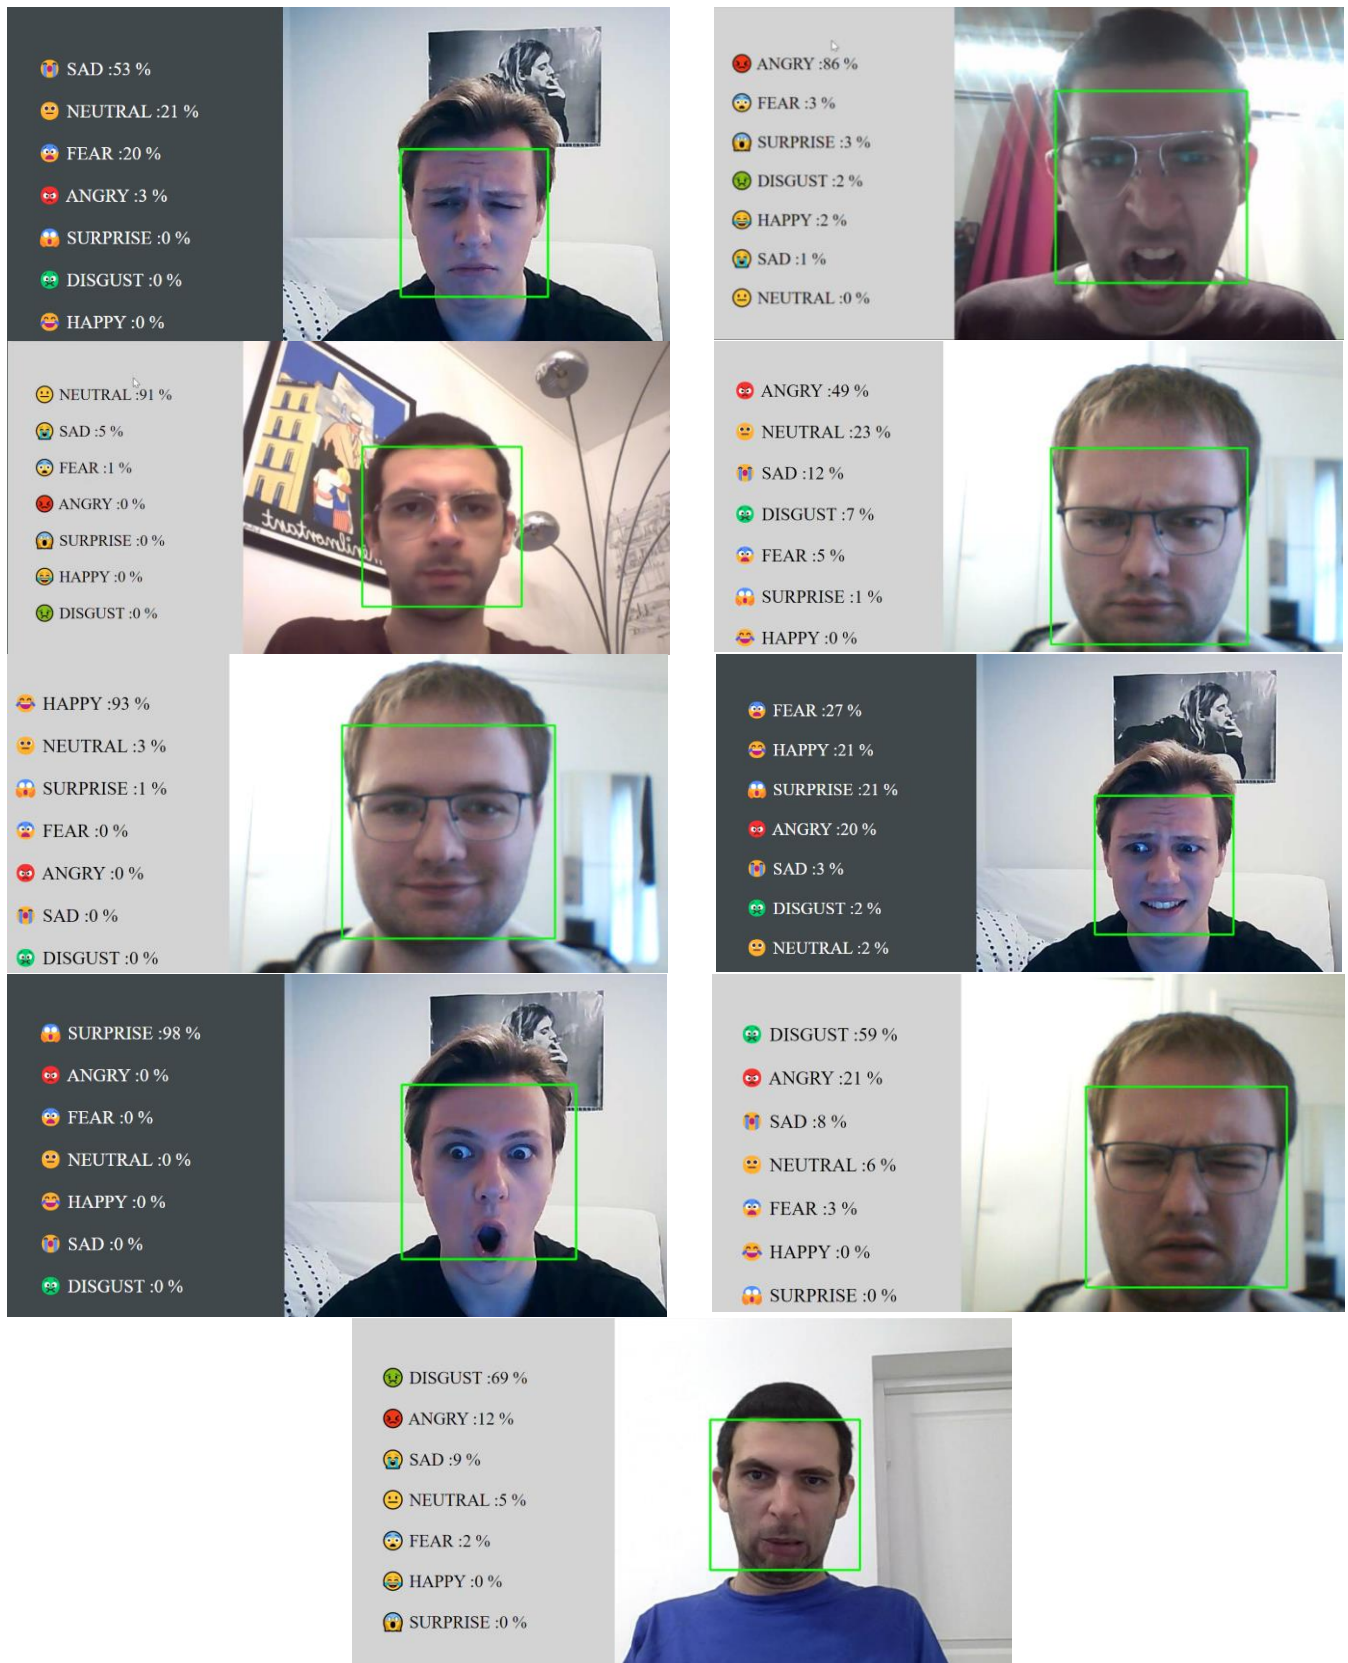 SAD :53 %
NEUTRAL :21 %
FEAR :20 %
ANGRY :3 %
SURPRISE :0 %
DISGUST :0 %
HAPPY :0 %
ANGRY :86 %
FEAR :3 %
SURPRISE :3 %
DISGUST :2 %
HAPPY :2 %
SAD :1 %
NEUTRAL :0 %
NEUTRAL :91 %
SAD :5 %
FEAR :1 %
ANGRY :0 %
SURPRISE :0 %
HAPPY :0 %
DISGUST :0 %
ANGRY :49 %
NEUTRAL :23 %
SAD :12 %
DISGUST :7 %
FEAR :5 %
SURPRISE :1 %
HAPPY :0 %
HAPPY :93 %
NEUTRAL :3 %
SURPRISE :1 %
FEAR :0 %
ANGRY :0 %
SAD :0 %
DISGUST :0 %
FEAR :27 %
HAPPY :21 %
SURPRISE :21 %
ANGRY :20 %
SAD :3 %
DISGUST :2 %
NEUTRAL :2 %
SURPRISE :98 %
ANGRY :0 %
FEAR :0 %
NEUTRAL :0 %
HAPPY :0 %
SAD :0 %
DISGUST :0 %
DISGUST :59 %
ANGRY :21 %
SAD :8 %
NEUTRAL :6 %
FEAR :3 %
HAPPY :0 %
SURPRISE :0 %
DISGUST :69 %
ANGRY :12 %
SAD :9 %
NEUTRAL :5 %
FEAR :2 %
HAPPY :0 %
SURPRISE :0 %